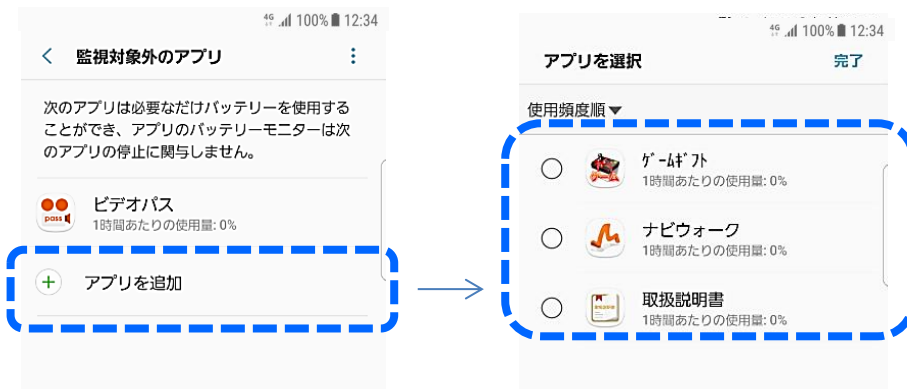 4G 100% 12:34
監視対象外のアプリ
次のアプリは必要なだけバッテリーを使用する
ことができ、アプリのバッテリーモニターは次
のアプリの停止に関与しません。
ビデオパス
pass
1時間あたりの使用量: 0%
アプリを追加
4G 100% 12:34
アプリを選択 完了
使用頻度順▼
ゲームギフト
1時間あたりの使用量: 0%
ナビウォーク
1時間あたりの使用量: 0%
取扱説明書
1時間あたりの使用量: 0%